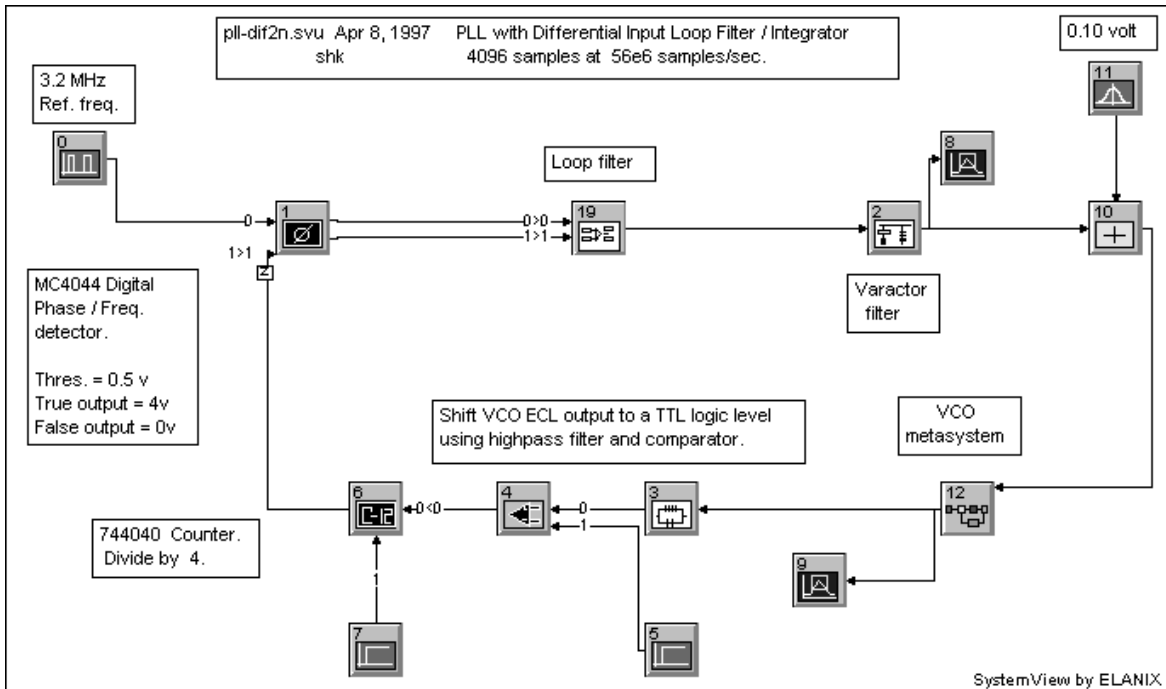 pll-dif2n.svu Apr 8, 1997 PLL with Differential Input Loop Filter / Integrator
shk 4096 samples at 56e6 samples/sec.
0.10 volt
11
3.2 MHz
Ref. freq.
0
Loop filter
8
1
19
2
10
0
0>0
1>1
1>1
z
Varactor
filter
MC4044 Digital
Phase / Freq.
detector.
Thres. = 0.5 v
True output = 4v
False output = 0v
Shift VCO ECL output to a TTL logic level
using highpass filter and comparator.
VCO
metasystem
6
4
3
12
0<0
0
1
744040 Counter.
Divide by 4.
9
1
7
5
SystemView by ELANIX